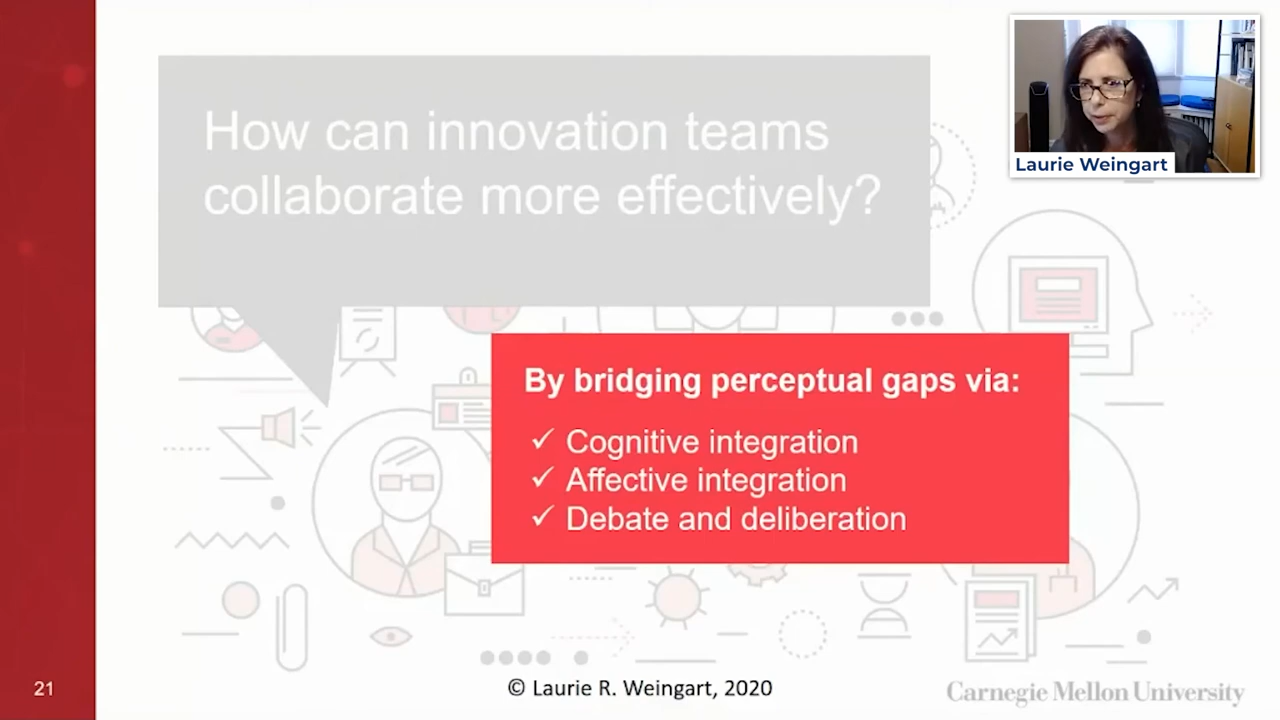 How can innovation teams
collaborate more effectively?
Laurie Weingart
By bridging perceptual gaps via:
✓ Cognitive integration
✓ Affective integration
✓ Debate and deliberation
21
© Laurie R. Weingart, 2020
Carnegie Mellon University